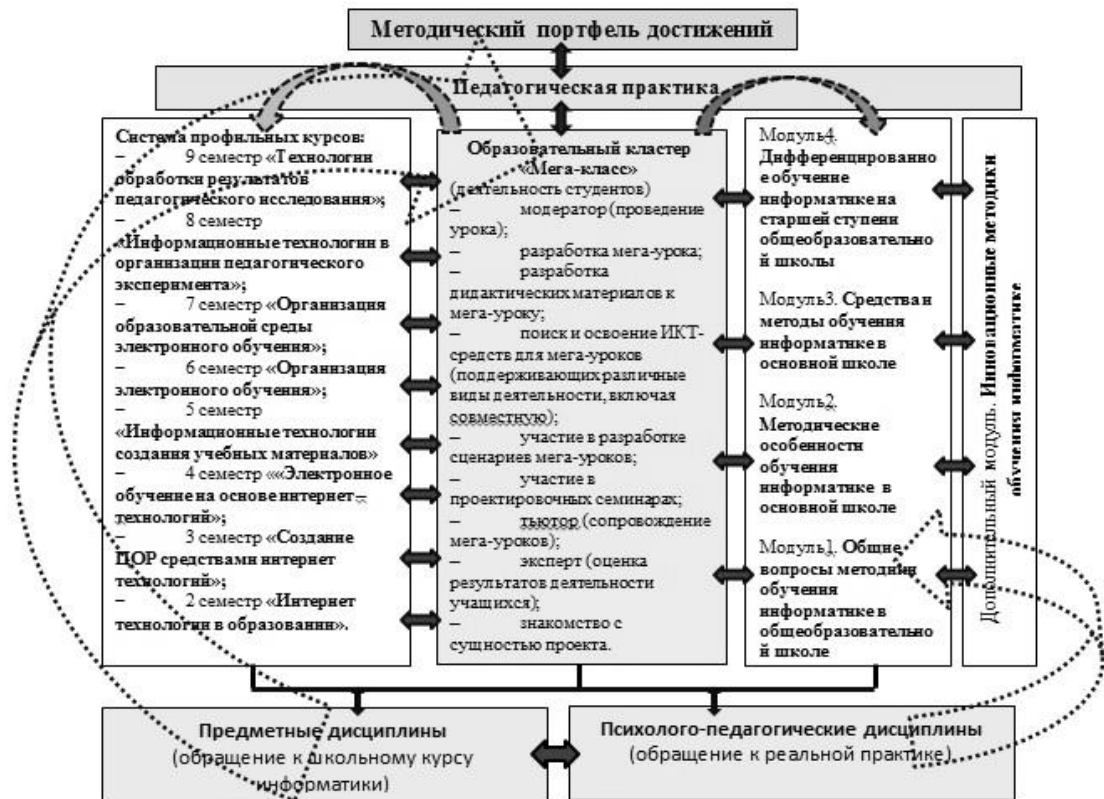 Методический портфель достижений
Педагогическая практика
Система профильных курсов:
– 9 семестр «Технологии
обработки результатов
педагогического исследования»;
– 8 семестр
«Информационные технологии в
организации педагогического
эксперимента»;
– 7 семестр «Организация
образовательной среды
электронного обучения»;
– 6 семестр «Организация
электронного обучения»;
– 5 семестр
«Информационные технологии
создания учебных материалов»
– 4 семестр ««Электронное
обучение на основе интернет –
технологий»;
– 3 семестр «Создание
ЦОР средствами интернет
технологий»;
– 2 семестр «Интернет
технологии в образовании».
Образовательный кластер
«Мега-класс»
(деятельность студентов)
– модератор (проведение
урока);
– разработка мега-урока;
– разработка
дидактических материалов к
мега-уроку;
– поиск и освоение ИКТ-
средств для мега-уроков
(поддерживающих различные
виды деятельности, включая
совместную);
– участие в разработке
сценариев мега-уроков;
– участие в
проектировочных семинарах;
– тьютор (сопровождение
мега-уроков);
– эксперт (оценка
результатов деятельности
учащихся);
– знакомство с
сущностью проекта.
Модуль 4.
Дифференцированно
е обучение
информатике на
старшей ступени
общеобразовательно
й школы
Модуль 3. Средства и
методы обучения
информатике в
основной школе
Модуль 2.
Методические
особенности
обучения
информатике в
основной школе
Модуль 1. Общие
вопросы методики
обучения
информатике в
общеобразовательно
й школе
Дополнительный модуль. Инновационные методики
обучения информатике
Предметные дисциплины
(обращение к школьному курсу
информатики)
Психолого-педагогические дисциплины
(обращение к реальной практике)